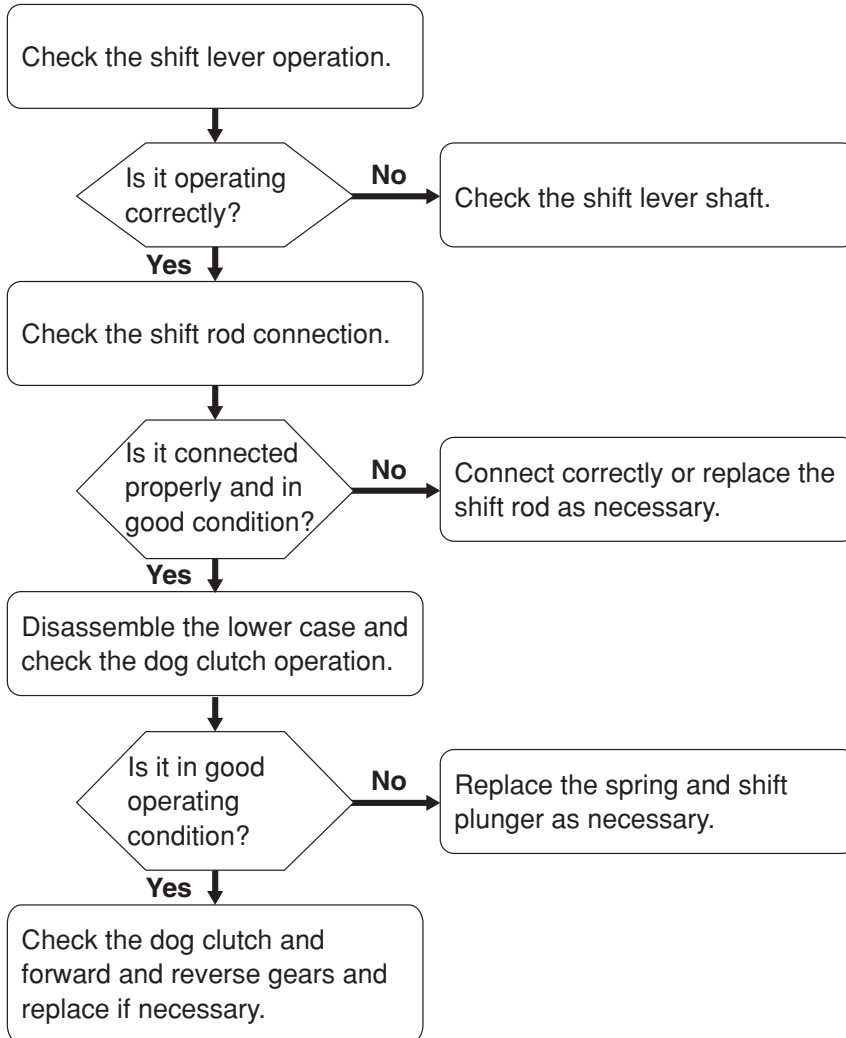 Check the shift lever operation.
Is it operating
correctly?
No
Check the shift lever shaft.
Yes
Check the shift rod connection.
Is it connected
properly and in
good condition?
No
Connect correctly or replace the
shift rod as necessary.
Yes
Disassemble the lower case and
check the dog clutch operation.
Is it in good
operating
condition?
No
Replace the spring and shift
plunger as necessary.
Yes
Check the dog clutch and
forward and reverse gears and
replace if necessary.